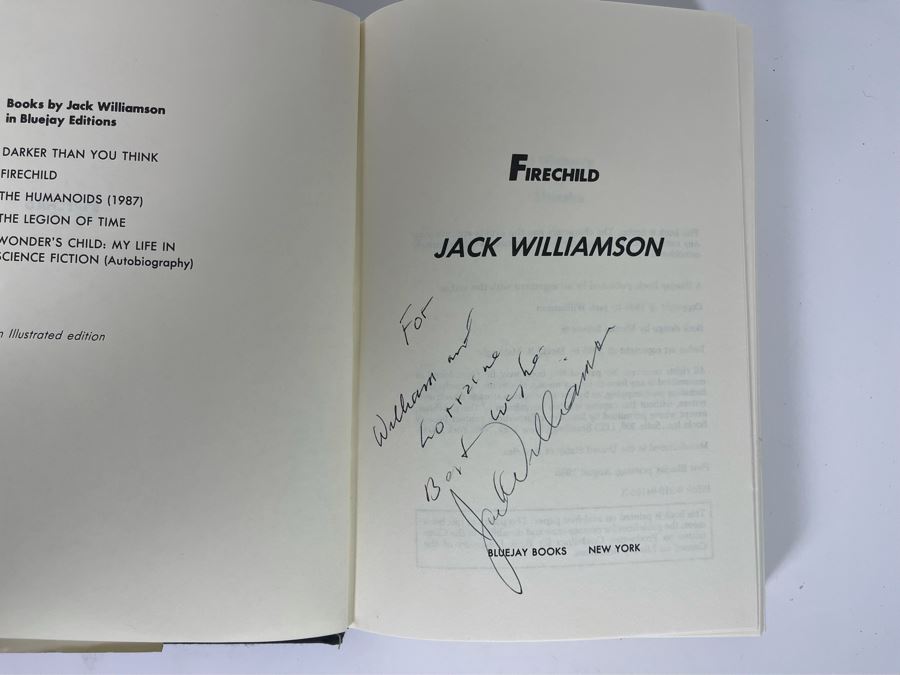 Books by Jack Williamson
in Bluejay Editions
DARKER THAN YOU THINK
FIRECHILD
THE HUMANOIDS (1987)
THE LEGION OF TIME
WONDER'S CHILD: MY LIFE IN
SCIENCE FICTION (Autobiography)
n Illustrated edition
FIRECHILD
JACK WILLIAMSON
For
William and
Lorraine
Best wishes
Jack Williamson
BLUEJAY BOOKS NEW YORK